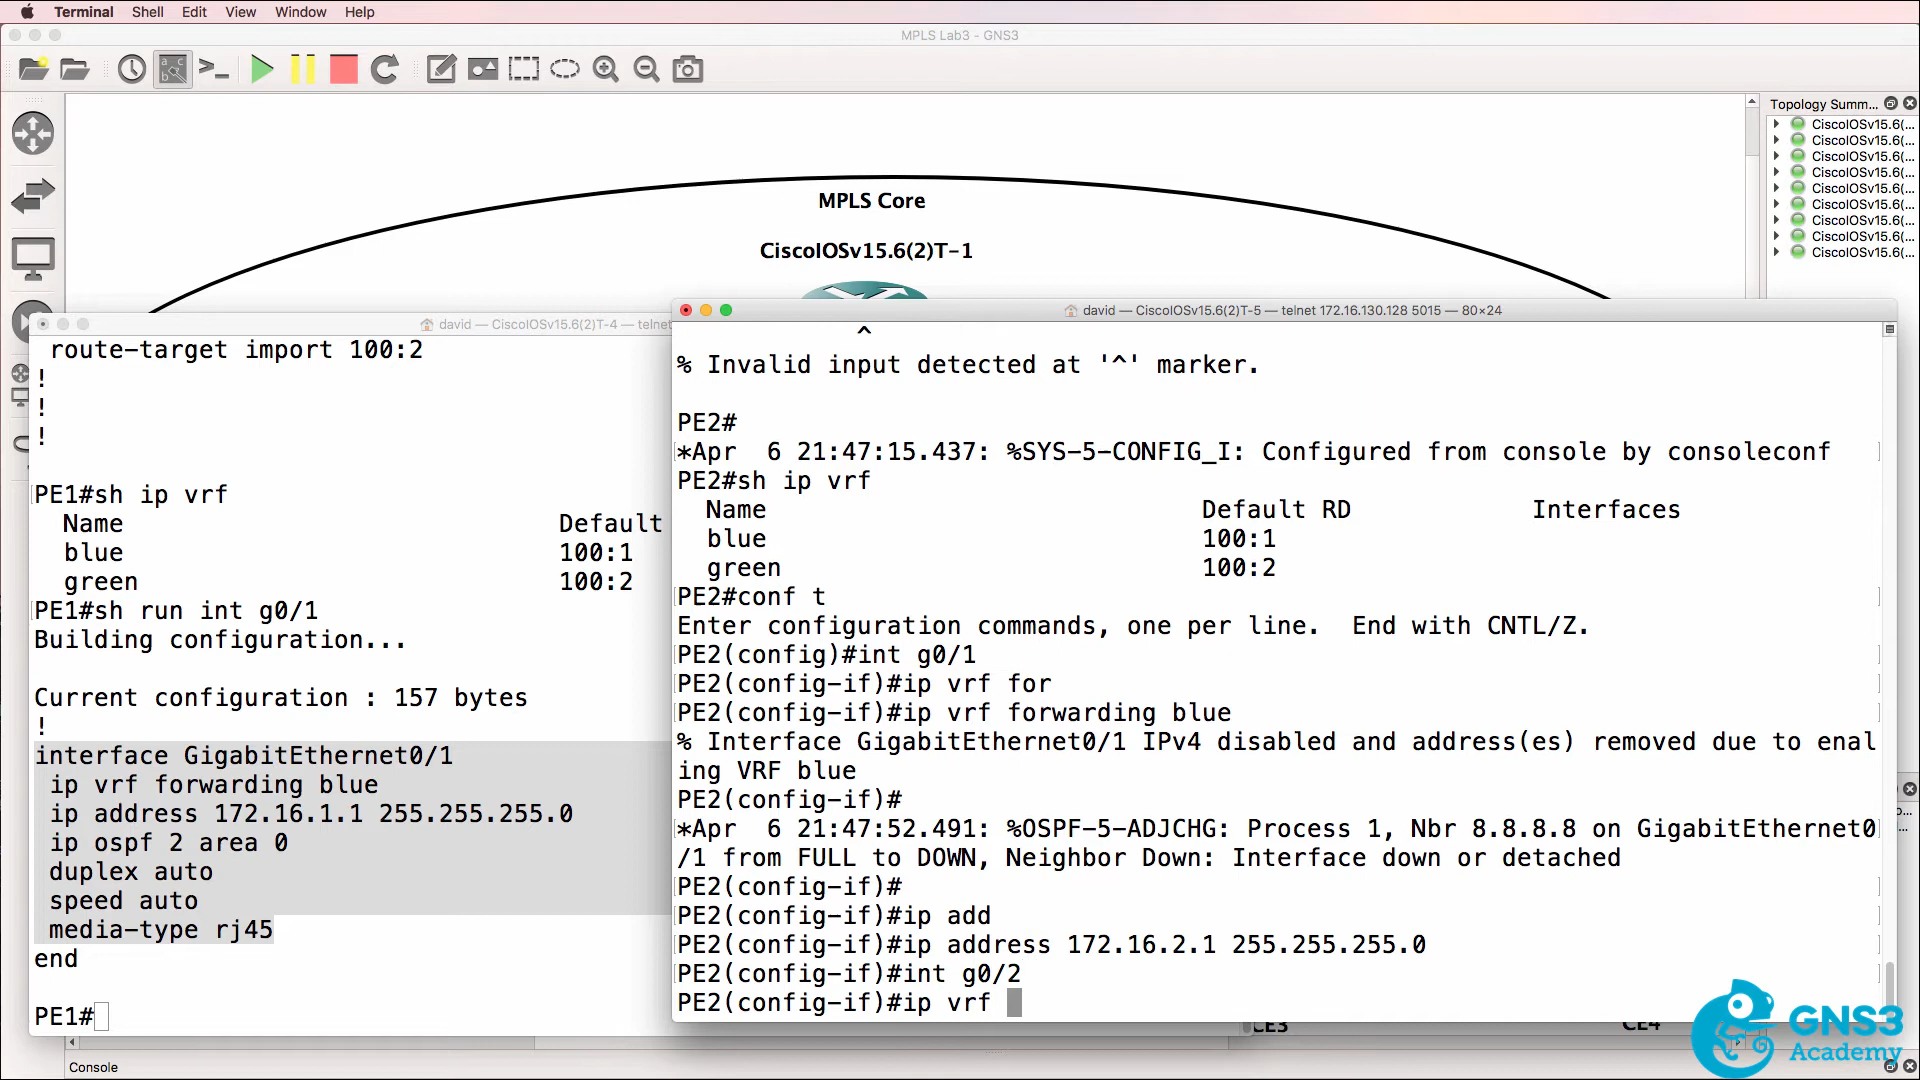 Terminal Shell Edit View Window Help
MPLS Lab3 - GNS3
Topology Summ...
CiscoIOSv15.6(...
CiscoIOSv15.6(...
CiscoIOSv15.6(...
CiscoIOSv15.6(...
CiscoIOSv15.6(...
CiscoIOSv15.6(...
CiscoIOSv15.6(...
CiscoIOSv15.6(...
CiscoIOSv15.6(...
MPLS Core
CiscoIOSv15.6(2)T-1
david — CiscoIOSv15.6(2)T-4 — telnet
route-target import 100:2
!
!
!
PE1#sh ip vrf
Name Default
blue 100:1
green 100:2
PE1#sh run int g0/1
Building configuration...
Current configuration : 157 bytes
!
interface GigabitEthernet0/1
ip vrf forwarding blue
ip address 172.16.1.1 255.255.255.0
ip ospf 2 area 0
duplex auto
speed auto
media-type rj45
end
PE1#
david — CiscoIOSv15.6(2)T-5 — telnet 172.16.130.128 5015 — 80×24
^
% Invalid input detected at '^' marker.
PE2#
*Apr  6 21:47:15.437: %SYS-5-CONFIG_I: Configured from console by consoleconf
PE2#sh ip vrf
Name Default RD Interfaces
blue 100:1
green 100:2
PE2#conf t
Enter configuration commands, one per line.  End with CNTL/Z.
PE2(config)#int g0/1
PE2(config-if)#ip vrf for
PE2(config-if)#ip vrf forwarding blue
% Interface GigabitEthernet0/1 IPv4 disabled and address(es) removed due to enal
ing VRF blue
PE2(config-if)#
*Apr  6 21:47:52.491: %OSPF-5-ADJCHG: Process 1, Nbr 8.8.8.8 on GigabitEthernet0
/1 from FULL to DOWN, Neighbor Down: Interface down or detached
PE2(config-if)#
PE2(config-if)#ip add
PE2(config-if)#ip address 172.16.2.1 255.255.255.0
PE2(config-if)#int g0/2
PE2(config-if)#ip vrf
CE3
CE4
GNS3
Academy
Console